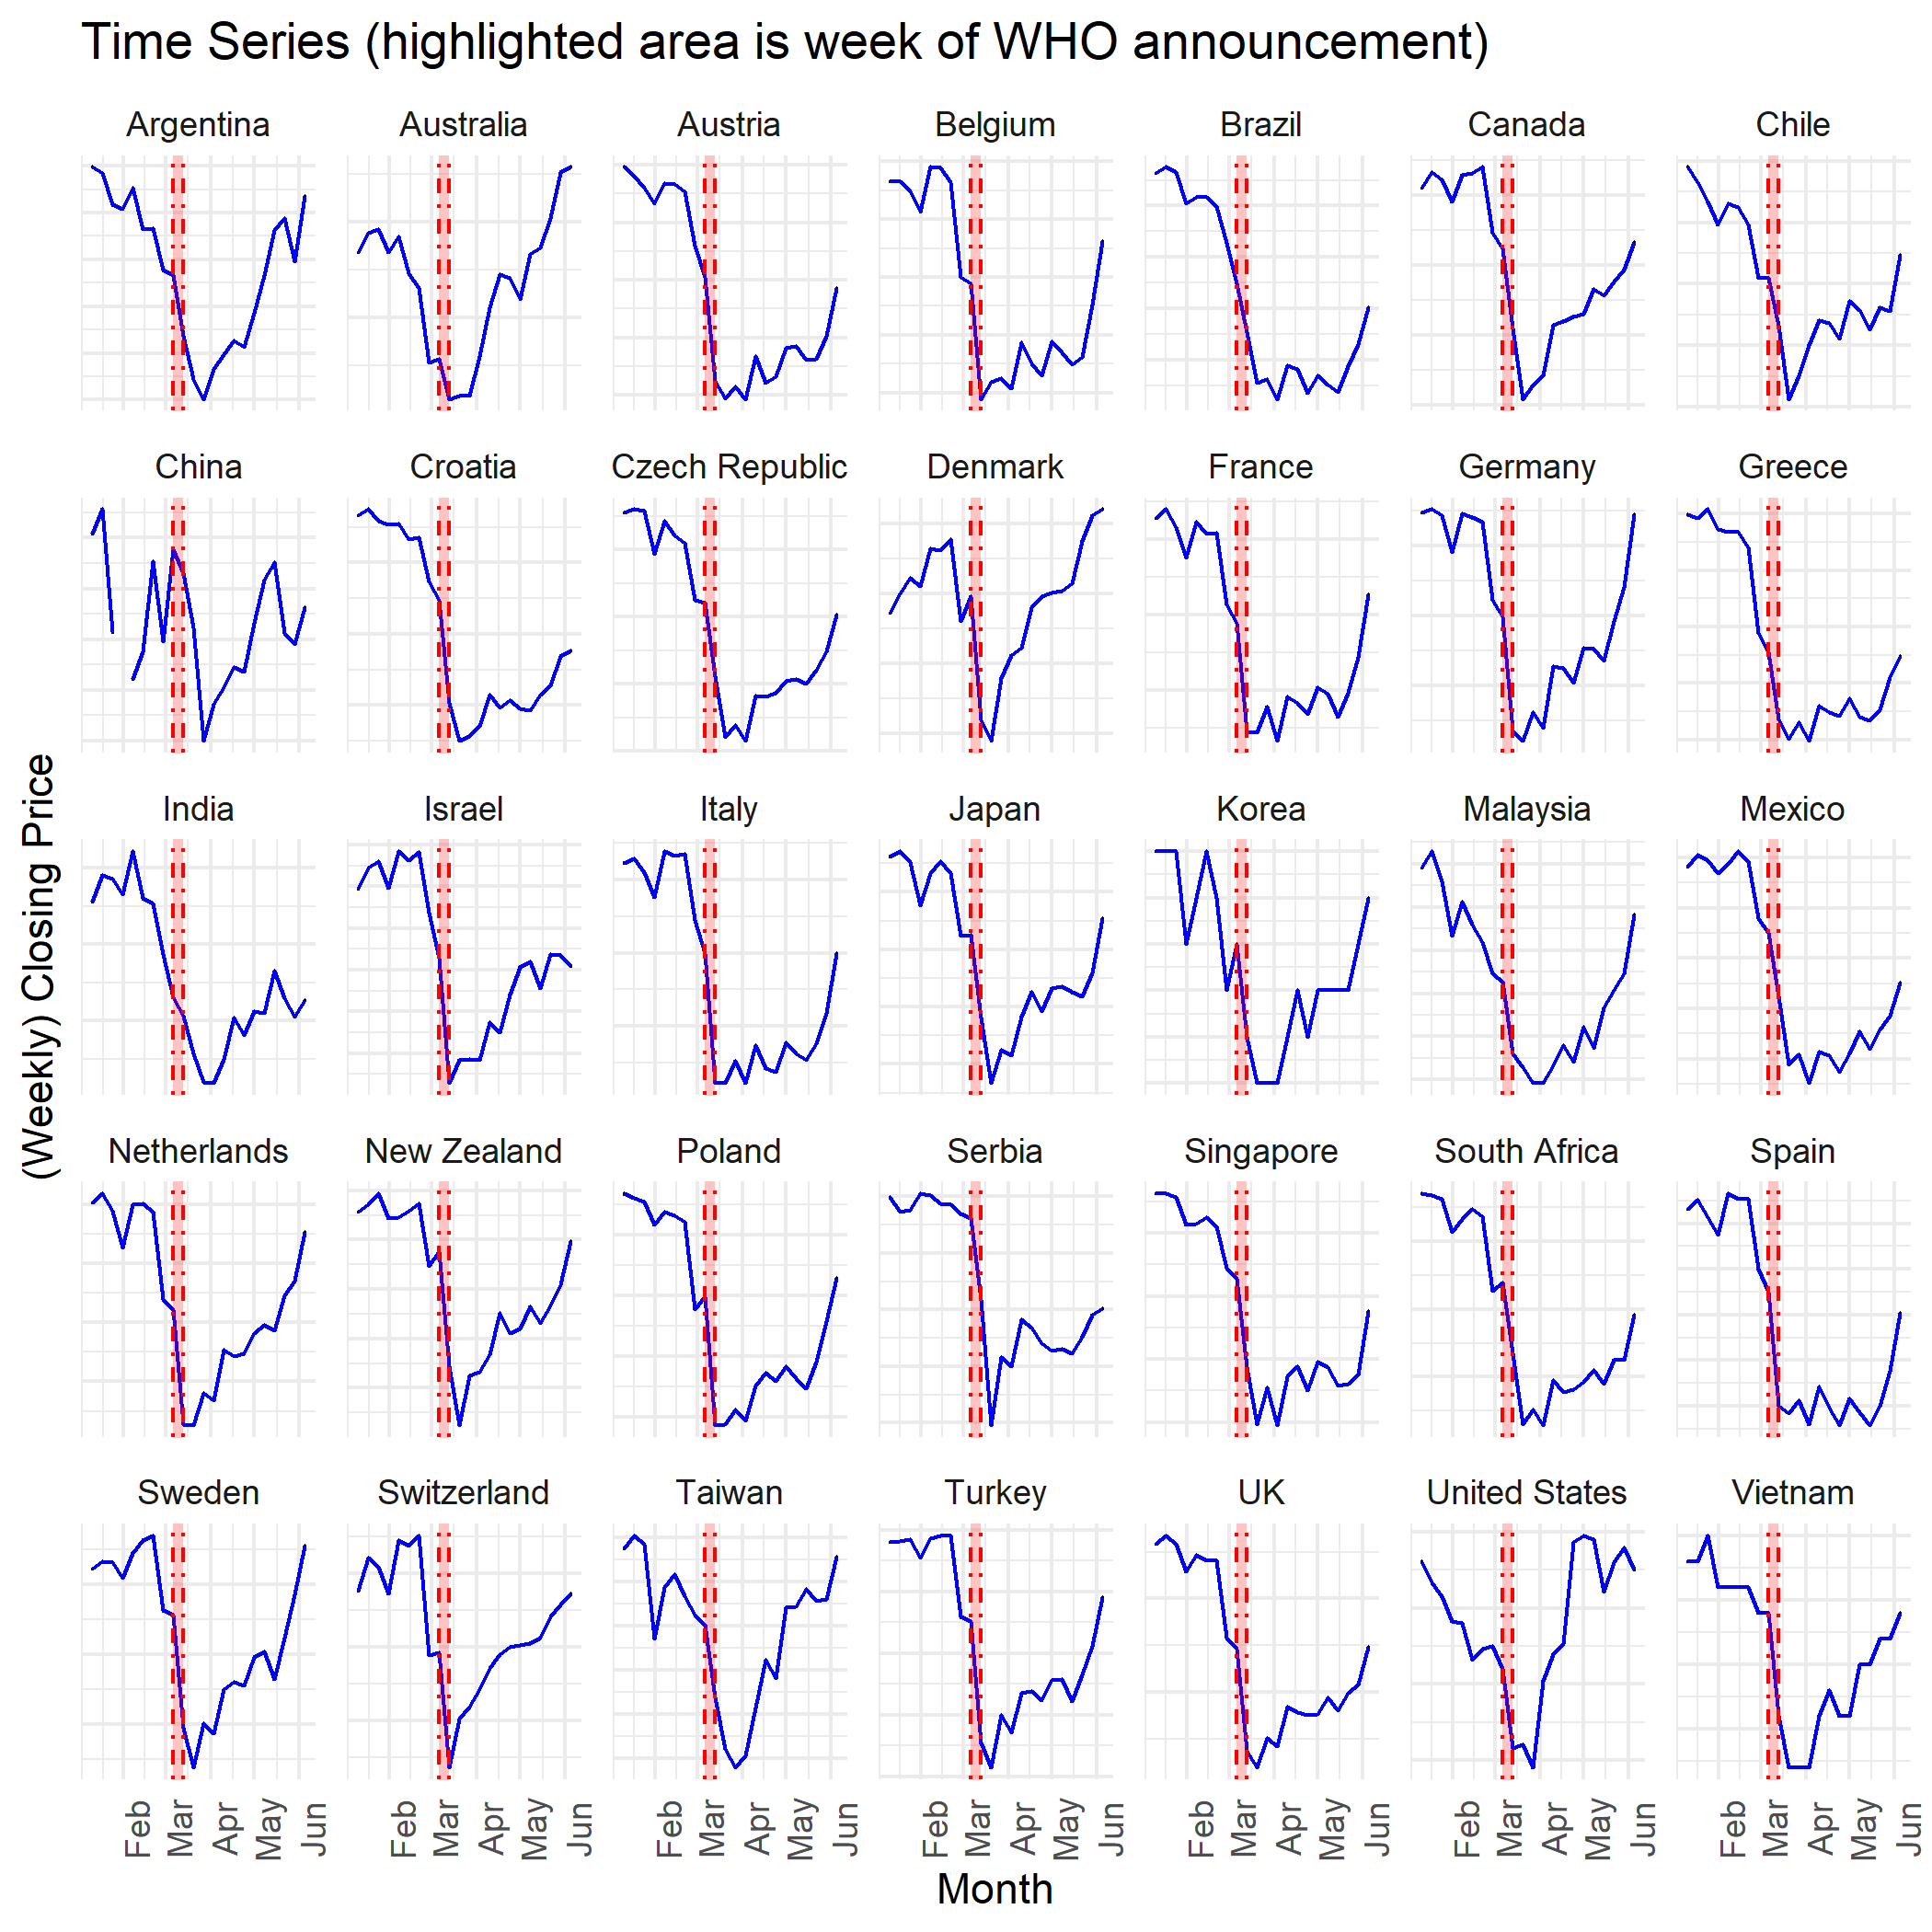 Time Series (highlighted area is week of WHO announcement)
Argentina Australia Austria Belgium Brazil Canada Chile
China Croatia Czech Republic Denmark France Germany Greece
India Israel Italy Japan Korea Malaysia Mexico
Netherlands New Zealand Poland Serbia Singapore South Africa Spain
Sweden Switzerland Taiwan Turkey UK United States Vietnam
(Weekly) Closing Price
Feb Mar Apr May Jun Feb Mar Apr May Jun Feb Mar Apr May Jun Feb Mar Apr May Jun Feb Mar Apr May Jun Feb Mar Apr May Jun Feb Mar Apr May Jun
Month